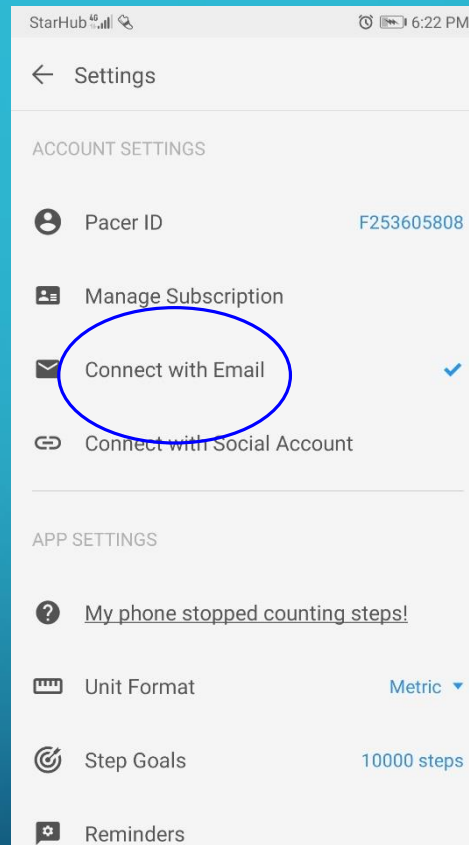 StarHub 4G 6:22 PM
Settings
ACCOUNT SETTINGS
Pacer ID F253605808
Manage Subscription
Connect with Email
Connect with Social Account
APP SETTINGS
My phone stopped counting steps!
Unit Format Metric
Step Goals 10000 steps
Reminders